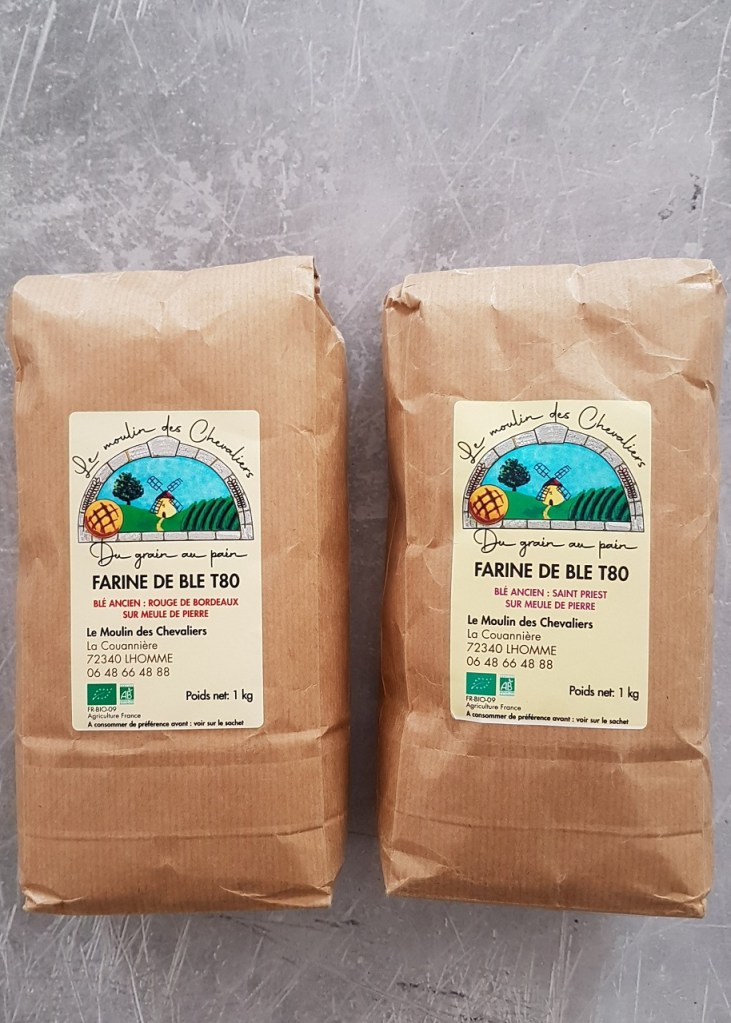 Le moulin des Chevaliers
Du grain au pain
FARINE DE BLE T80
BLÉ ANCIEN : ROUGE DE BORDEAUX
SUR MEULE DE PIERRE
Le Moulin des Chevaliers
La Couannière
72340 LHOMME
06 48 66 48 88
AB
Poids net: 1 kg
FR-BIO-09
Agriculture France
A consommer de préférence avant : voir sur le sachet
Le moulin des Chevaliers
Du grain au pain
FARINE DE BLE T80
BLÉ ANCIEN : SAINT PRIEST
SUR MEULE DE PIERRE
Le Moulin des Chevaliers
La Couannière
72340 LHOMME
06 48 66 48 88
AB
Poids net: 1 kg
FR-BIO-09
Agriculture France
A consommer de préférence avant : voir sur le sachet